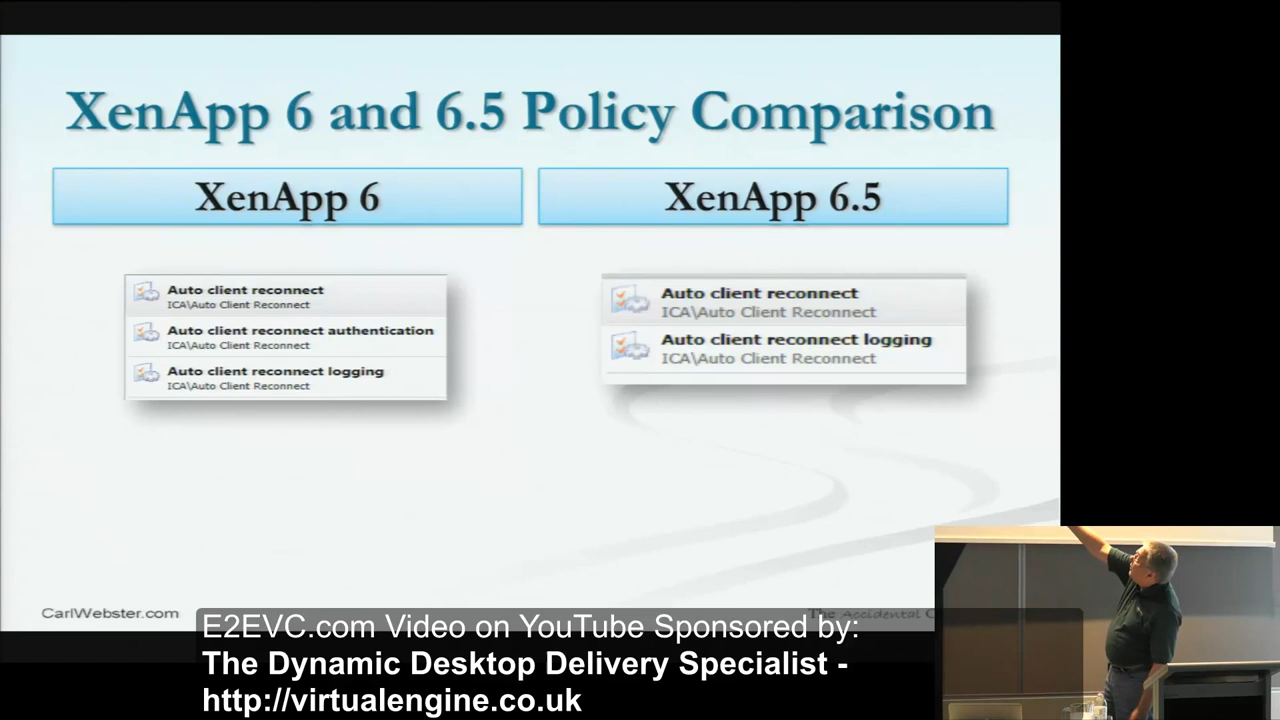 XenApp 6 and 6.5 Policy Comparison
XenApp 6
XenApp 6.5
Auto client reconnect
ICA\Auto Client Reconnect
Auto client reconnect authentication
ICA\Auto Client Reconnect
Auto client reconnect logging
ICA\Auto Client Reconnect
Auto client reconnect
ICA\Auto Client Reconnect
Auto client reconnect logging
ICA\Auto Client Reconnect
CarlWebster.com
The Accidental
E2EVC.com Video on YouTube Sponsored by:
The Dynamic Desktop Delivery Specialist -
http://virtualengine.co.uk